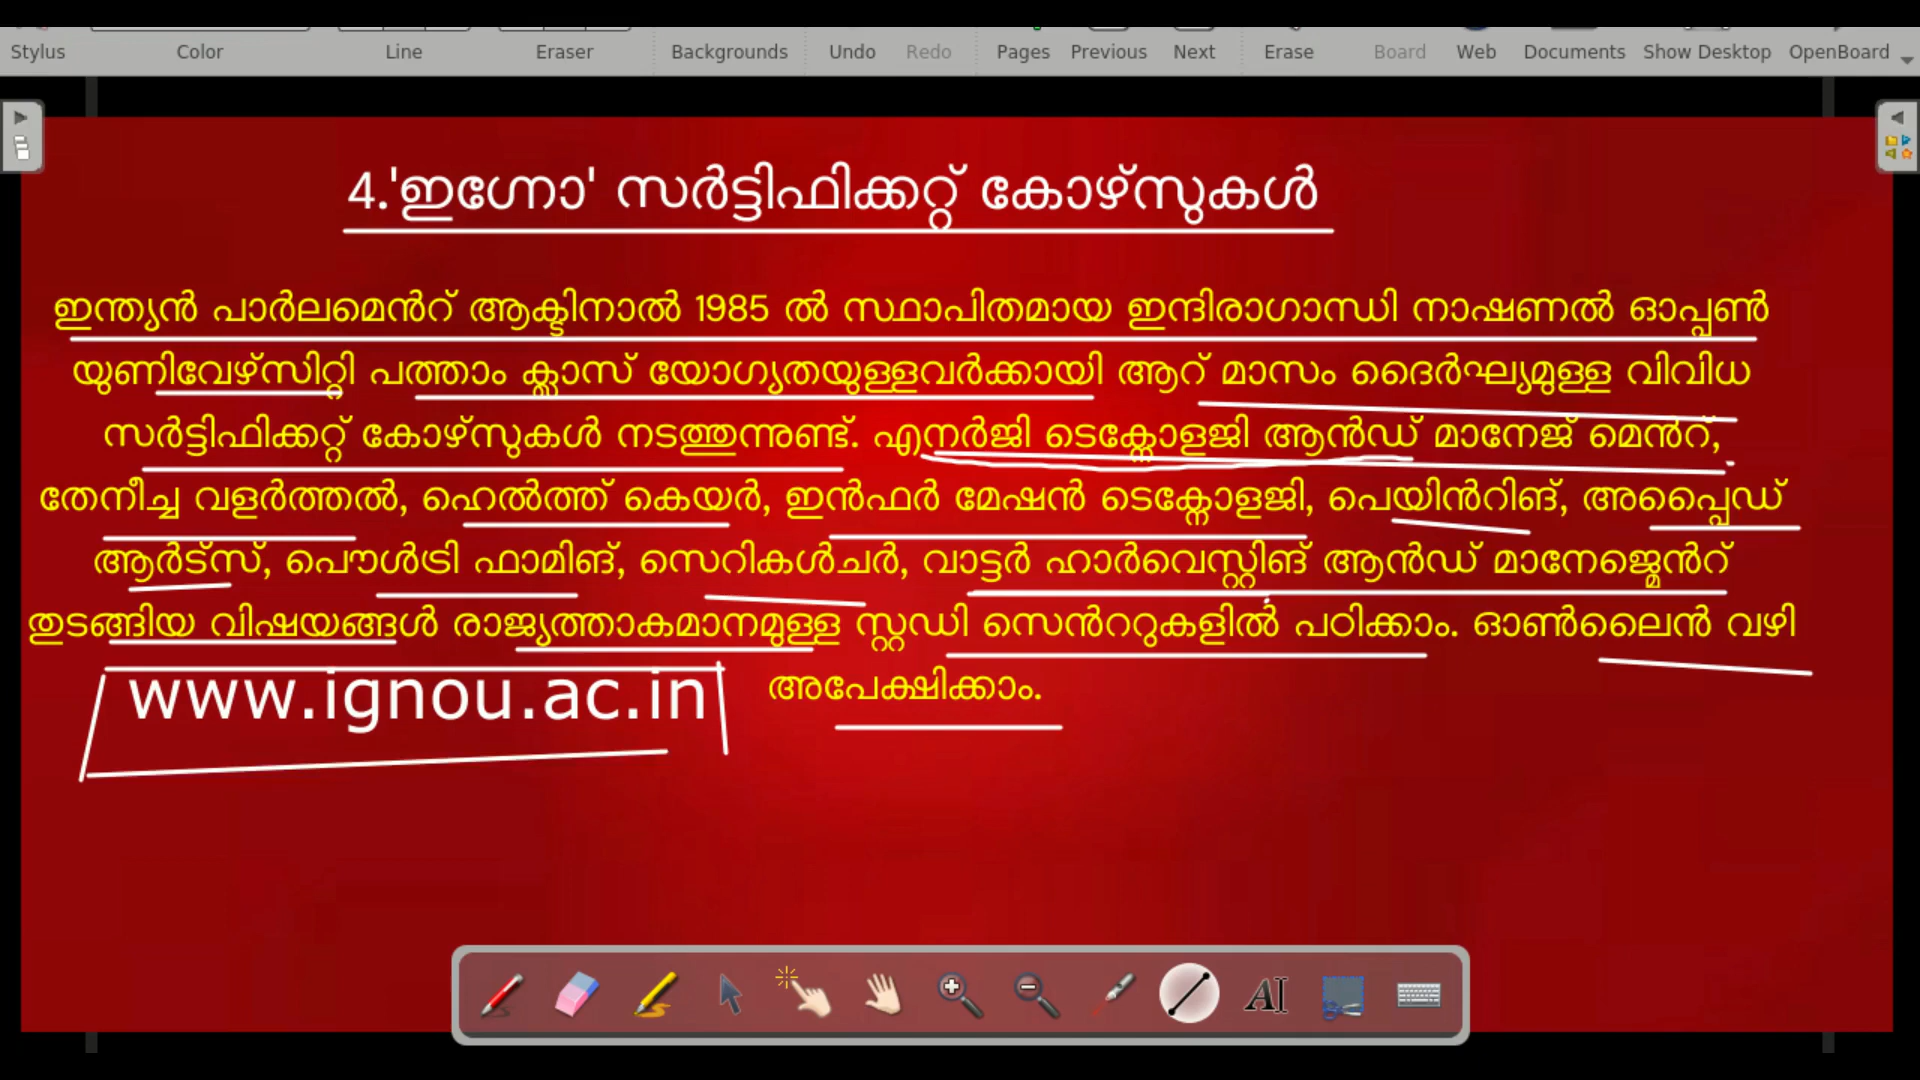 Stylus Color Line Eraser Backgrounds Undo Redo Pages Previous Next Erase Board Web Documents Show Desktop OpenBoard
4.'ഇഗ്നോ' സർട്ടിഫിക്കറ്റ് കോഴ്സുകൾ
ഇന്ത്യൻ പാർലമെൻറ് ആക്ടിനാൽ 1985 ൽ സ്ഥാപിതമായ ഇന്ദിരാഗാന്ധി നാഷണൽ ഓപ്പൺ
യുണിവേഴ്സിറ്റി പത്താം ക്ലാസ് യോഗ്യതയുള്ളവർക്കായി ആറ് മാസം ദൈർഘ്യമുള്ള വിവിധ
സർട്ടിഫിക്കറ്റ് കോഴ്സുകൾ നടത്തുന്നുണ്ട്. എനർജി ടെക്നോളജി ആൻഡ് മാനേജ് മെൻറ്,
തേനീച്ച വളർത്തൽ, ഹെൽത്ത് കെയർ, ഇൻഫർ മേഷൻ ടെക്നോളജി, പെയിൻറിങ്, അപ്പൈഡ്
ആർട്സ്, പൌൾട്രി ഫാമിങ്, സെറികൾചർ, വാട്ടർ ഹാർവെസ്റ്റിങ് ആൻഡ് മാനേജ്മെൻറ്
തുടങ്ങിയ വിഷയങ്ങൾ രാജ്യത്താകമാനമുള്ള സ്റ്റഡി സെൻററുകളിൽ പഠിക്കാം. ഓൺലൈൻ വഴി
www.ignou.ac.in അപേക്ഷിക്കാം.